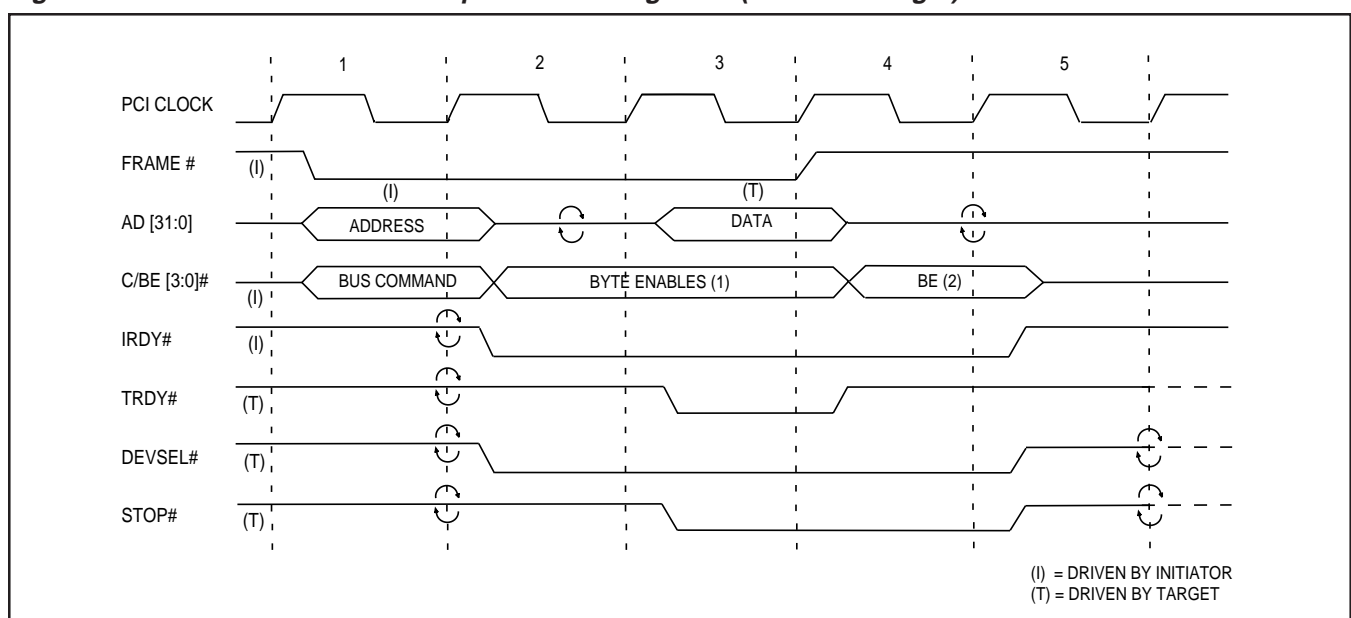 1 2 3 4 5
PCI CLOCK
FRAME # (I)
(I) (T)
AD [31:0] ADDRESS DATA
C/BE [3:0]# (I) BUS COMMAND BYTE ENABLES (1) BE (2)
IRDY# (I)
TRDY# (T)
DEVSEL# (T)
STOP# (T)
(I) = DRIVEN BY INITIATOR
(T) = DRIVEN BY TARGET